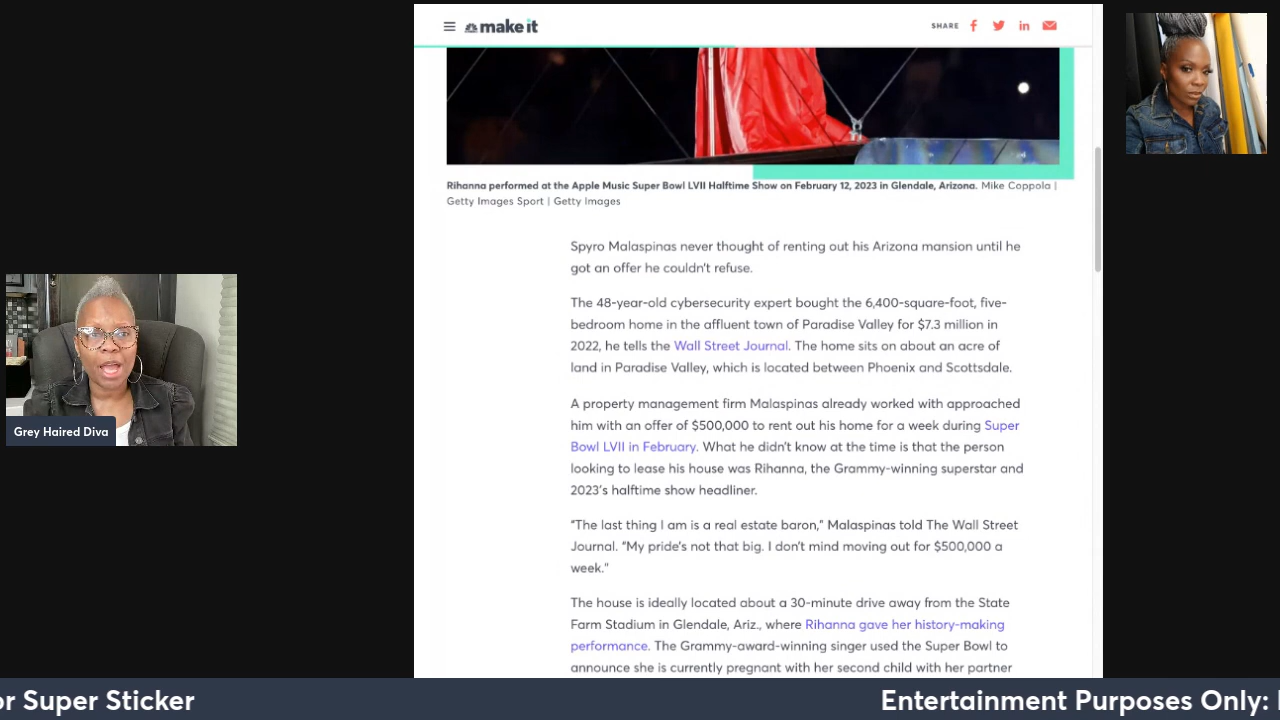 make it
SHARE
Rihanna performed at the Apple Music Super Bowl LVII Halftime Show on February 12, 2023 in Glendale, Arizona. Mike Coppola |
Getty Images Sport | Getty Images
Spyro Malaspinas never thought of renting out his Arizona mansion until he
got an offer he couldn't refuse.
The 48-year-old cybersecurity expert bought the 6,400-square-foot, five-
bedroom home in the affluent town of Paradise Valley for $7.3 million in
2022, he tells the Wall Street Journal. The home sits on about an acre of
land in Paradise Valley, which is located between Phoenix and Scottsdale.
A property management firm Malaspinas already worked with approached
him with an offer of $500,000 to rent out his home for a week during Super
Bowl LVII in February. What he didn't know at the time is that the person
looking to lease his house was Rihanna, the Grammy-winning superstar and
2023's halftime show headliner.
"The last thing I am is a real estate baron," Malaspinas told The Wall Street
Journal. "My pride's not that big. I don't mind moving out for $500,000 a
week."
The house is ideally located about a 30-minute drive away from the State
Farm Stadium in Glendale, Ariz., where Rihanna gave her history-making
performance. The Grammy-award-winning singer used the Super Bowl to
announce she is currently pregnant with her second child with her partner
Grey Haired Diva
or Super Sticker
Entertainment Purposes Only: